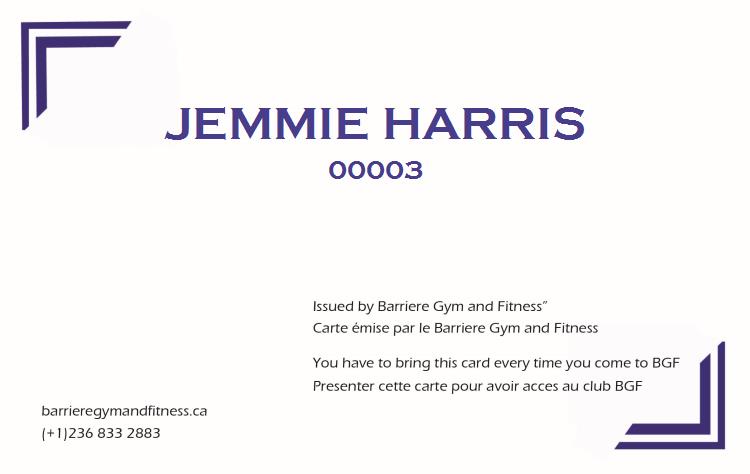 JEMMIE HARRIS
00003
Issued by Barriere Gym and Fitness”
Carte émise par le Barriere Gym and Fitness
You have to bring this card every time you come to BGF
Presenter cette carte pour avoir acces au club BGF
barrieregymandfitness.ca
(+1)236 833 2883